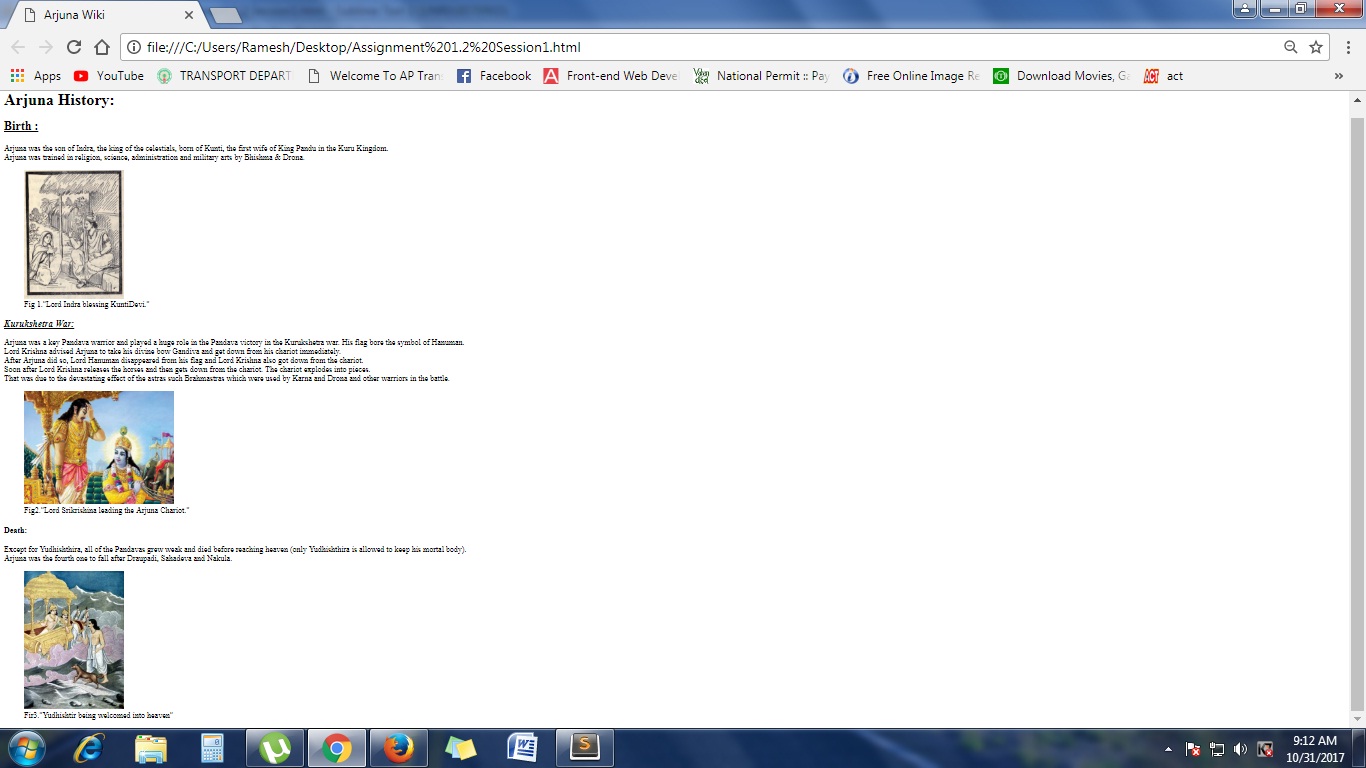 Arjuna Wiki
file:///C:/Users/Ramesh/Desktop/Assignment%201.2%20Session1.html
Apps YouTube TRANSPORT DEPART Welcome To AP Tran Facebook Front-end Web Deve National Permit :: Pay Free Online Image Re Download Movies, Ga ACT act »
Arjuna History:
Birth :
Arjuna was the son of Indra, the king of the celestials, born of Kunti, the first wife of King Pandu in the Kuru Kingdom.
Arjuna was trained in religion, science, administration and military arts by Bhishma & Drona.
Fig 1."Lord Indra blessing KuntiDevi."
Kurukshetra War:
Arjuna was a key Pandava warrior and played a huge role in the Pandava victory in the Kurukshetra war. His flag bore the symbol of Hanuman.
Lord Krishna advised Arjuna to take his divine bow Gandiva and get down from his chariot immediately.
After Arjuna did so, Lord Hanuman disappeared from his flag and Lord Krishna also got down from the chariot.
Soon after Lord Krishna releases the horses and then gets down from the chariot. The chariot explodes into pieces.
That was due to the devastating effect of the astras such Brahmastras which were used by Karna and Drona and other warriors in the battle.
Fig2."Lord Srikrishina leading the Arjuna Chariot."
Death:
Except for Yudhishthira, all of the Pandavas grew weak and died before reaching heaven (only Yudhishthira is allowed to keep his mortal body).
Arjuna was the fourth one to fall after Draupadi, Sahadeva and Nakula.
Fir3."Yudhishtir being welcomed into heaven"
9:12 AM
10/31/2017